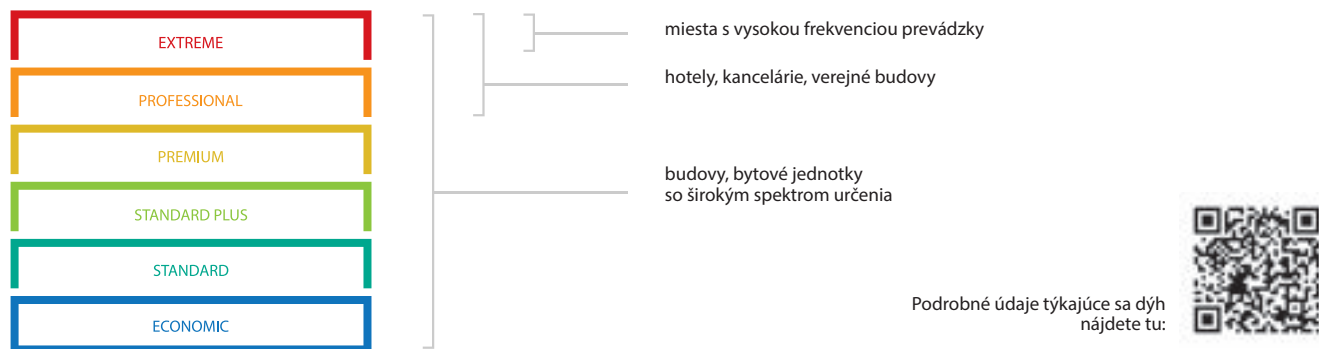 EXTREME
PROFESSIONAL
PREMIUM
STANDARD PLUS
STANDARD
ECONOMIC
miesta s vysokou frekvenciou prevádzky
hotely, kancelárie, verejné budovy
budovy, bytové jednotky
so širokým spektrom určenia
Podrobné údaje týkajúce sa dýh
nájdete tu: